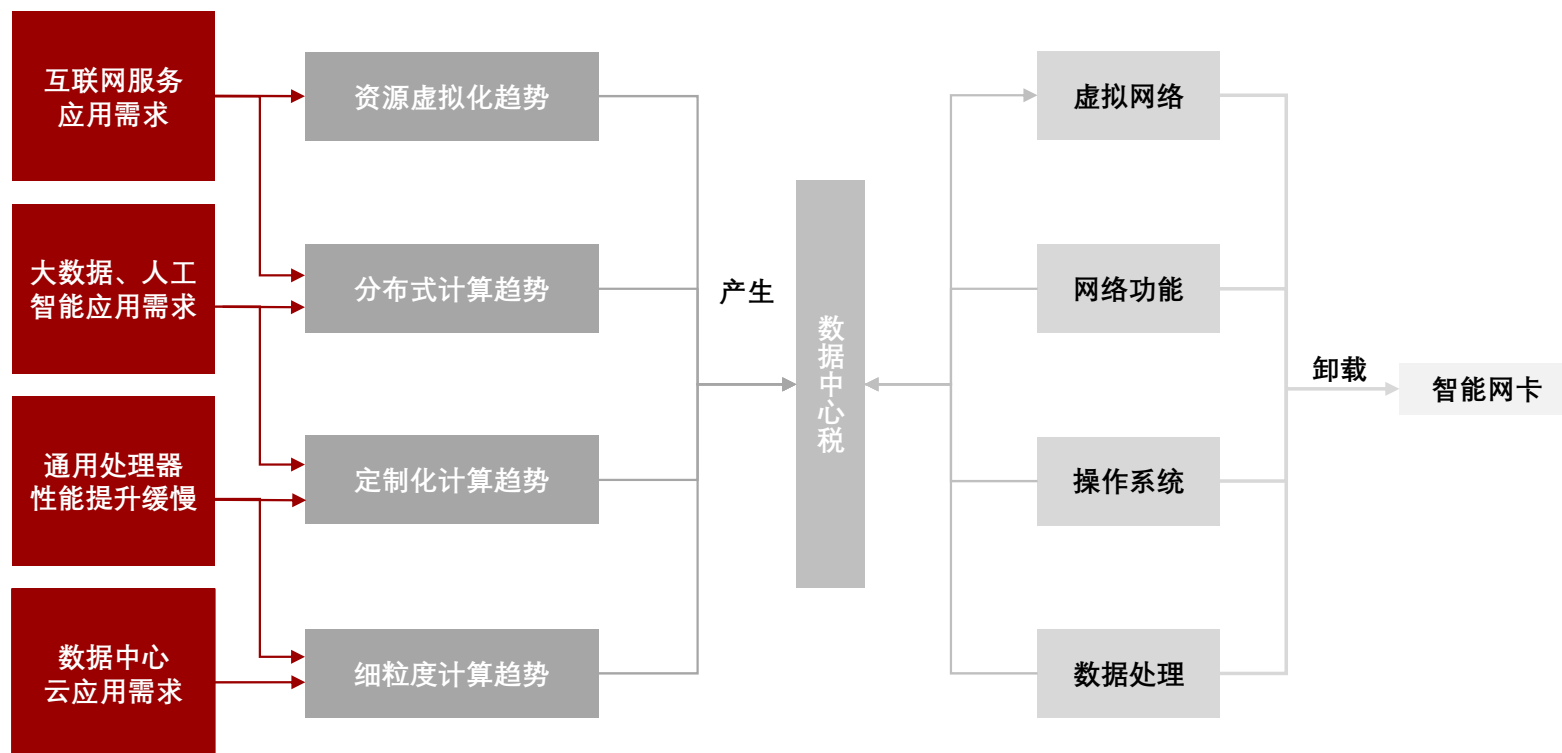 互联网服务
应用需求
大数据、人工
智能应用需求
通用处理器
性能提升缓慢
数据中心
云应用需求
资源虚拟化趋势
分布式计算趋势
定制化计算趋势
细粒度计算趋势
产生
数据中心税
虚拟网络
网络功能
操作系统
数据处理
卸载
智能网卡